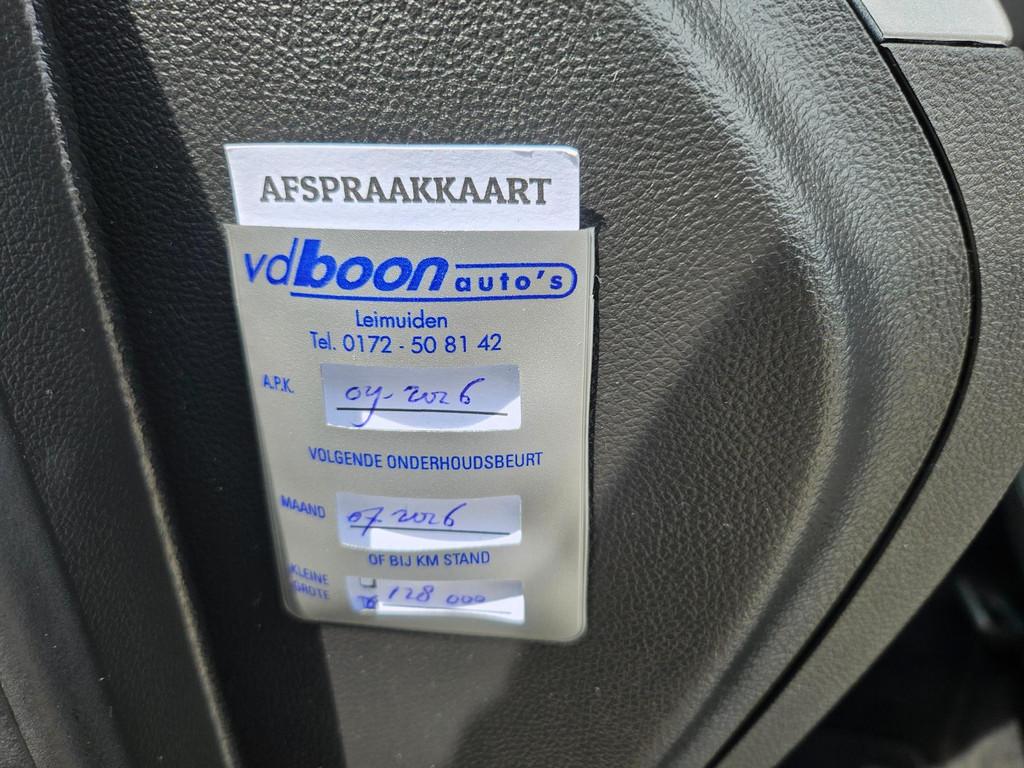 AFSPRAAKKAART
vdboon auto's
Leimuiden
Tel. 0172 - 50 81 42
A.P.K. 04-2026
VOLGENDE ONDERHOUDSBEURT
MAAND 07-2026
OF BIJ KM STAND
KLEINE
GROTE 128 000